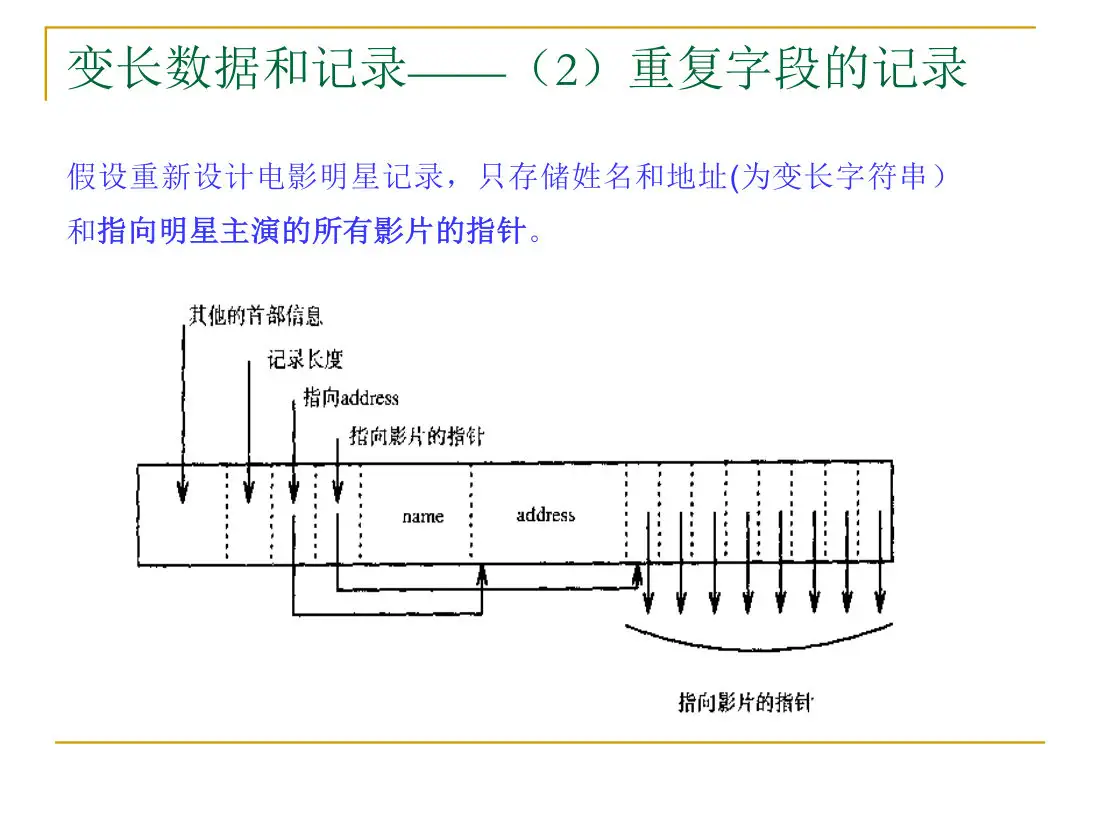 变长数据和记录——（2）重复字段的记录
假设重新设计电影明星记录，只存储姓名和地址(为变长字符串）
和指向明星主演的所有影片的指针。
其他的首部信息
记录长度
指向address
指向影片的指针
name
address
指向影片的指针